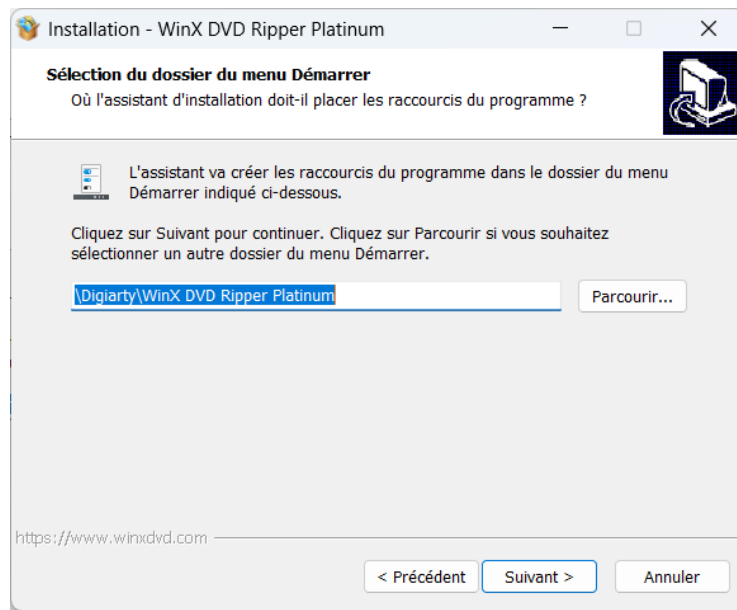 Installation - WinX DVD Ripper Platinum
Sélection du dossier du menu Démarrer
Où l'assistant d'installation doit-il placer les raccourcis du programme ?
L'assistant va créer les raccourcis du programme dans le dossier du menu
Démarrer indiqué ci-dessous.
Cliquez sur Suivant pour continuer. Cliquez sur Parcourir si vous souhaitez
sélectionner un autre dossier du menu Démarrer.
\Digiarty\WinX DVD Ripper Platinum
Parcourir...
https://www.winxdvd.com
< Précédent
Suivant >
Annuler